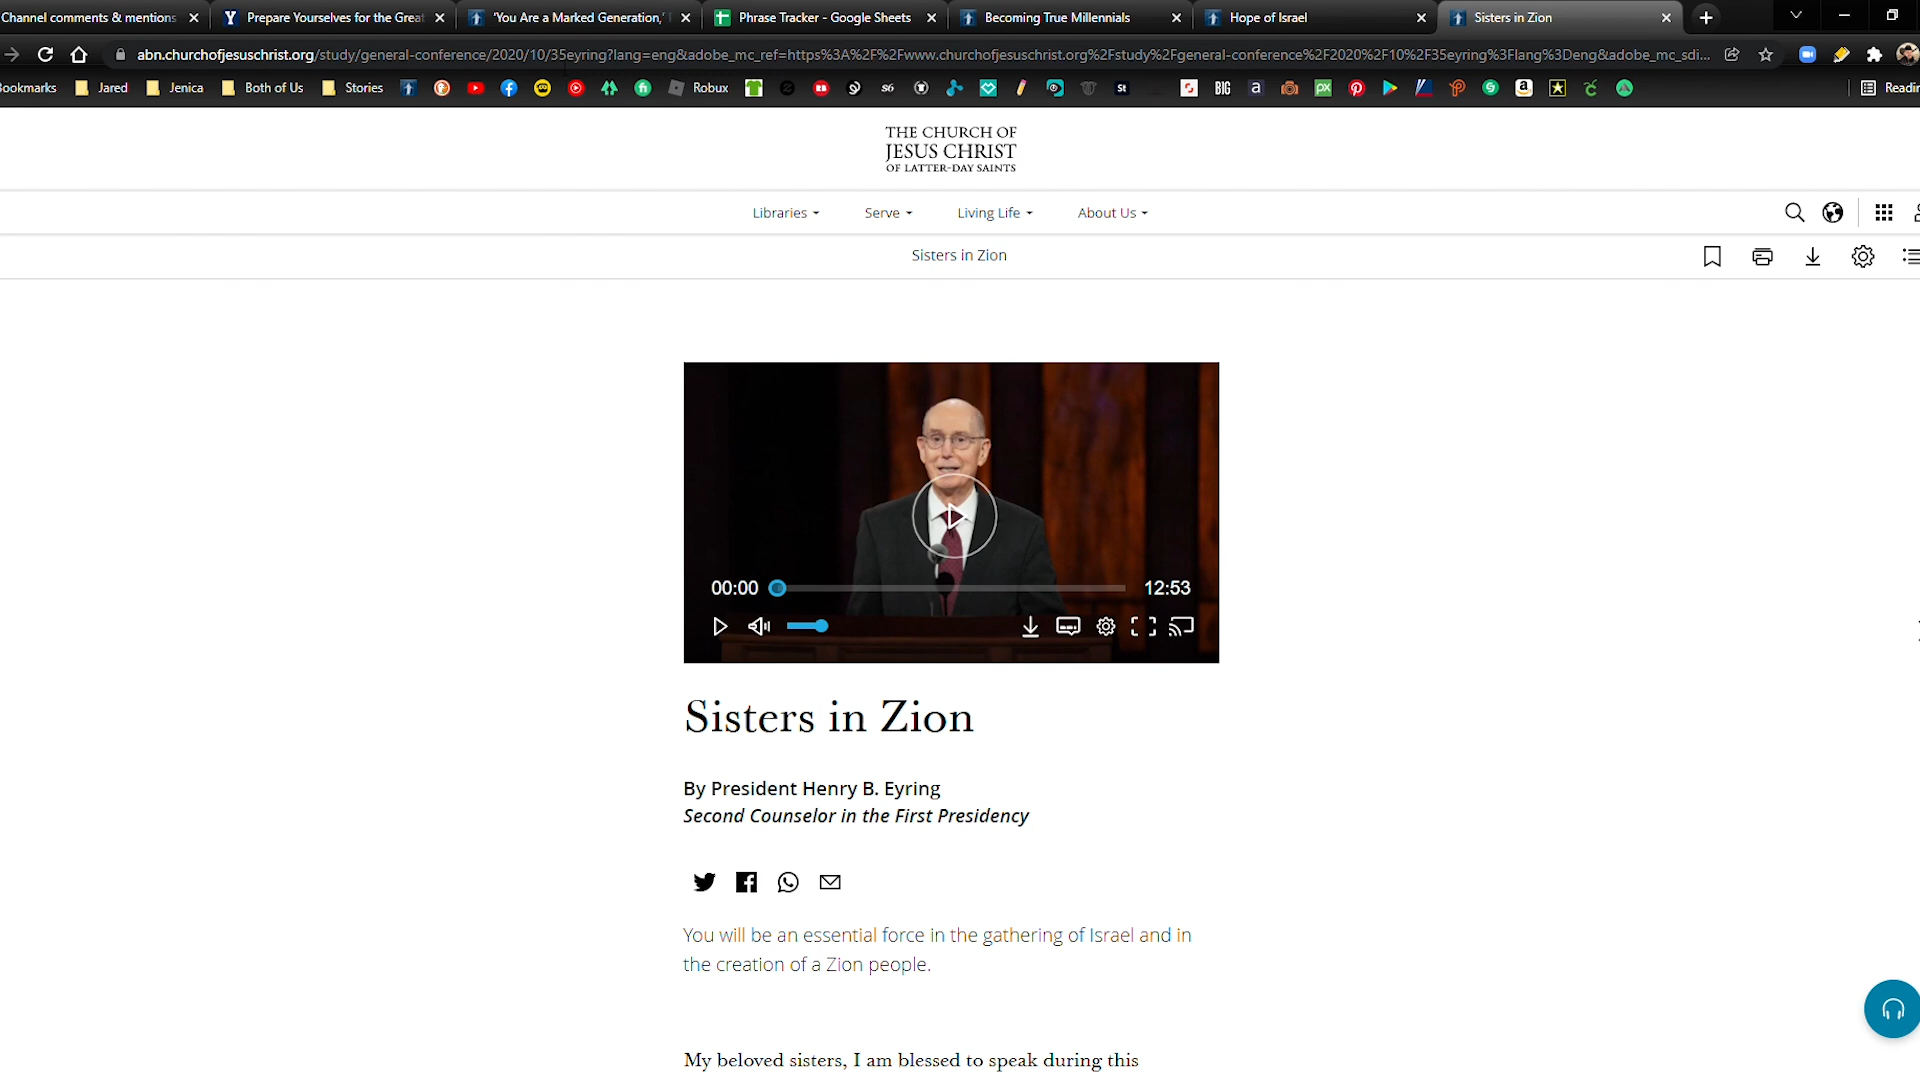 Channel comments & mentions
Prepare Yourselves for the Grea
'You Are a Marked Generation,'
Phrase Tracker - Google Sheets
Becoming True Millennials
Hope of Israel
Sisters in Zion
abn.churchofjesuschrist.org/study/general-conference/2020/10/35eyring?lang=eng&adobe_mc_ref=https%3A%2F%2Fwww.churchofjesuschrist.org%2Fstudy%2Fgeneral-conference%2F2020%2F10%2F35eyring%3Flang%3Deng&adobe_mc_sdi...
ookmarks Jared Jenica Both of Us Stories Robux S6 St BIG a px a Readin
THE CHURCH OF
JESUS CHRIST
OF LATTER-DAY SAINTS
Libraries Serve Living Life About Us
Sisters in Zion
00:00 12:53
Sisters in Zion
By President Henry B. Eyring
Second Counselor in the First Presidency
You will be an essential force in the gathering of Israel and in
the creation of a Zion people.
My beloved sisters, I am blessed to speak during this